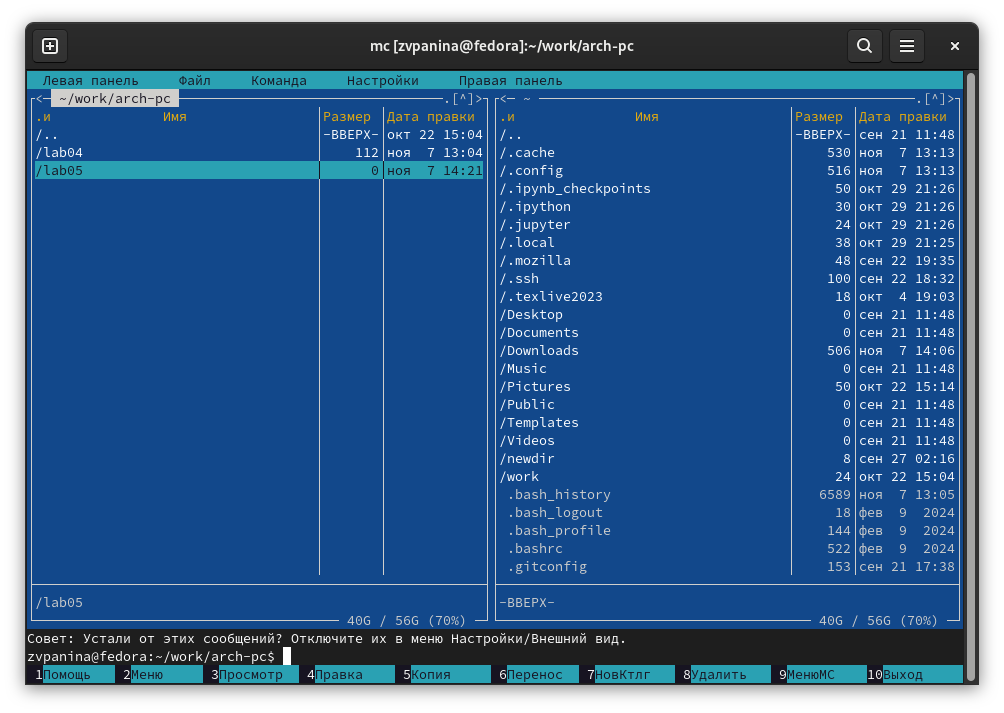 mc [zvpanina@fedora]:~/work/arch-pc
Левая панель Файл Команда Настройки Правая панель
<─ ~/work/arch-pc .[^]>
.и Имя Размер Дата правки
/.. -ВВЕРХ- окт 22 15:04
/lab04 112 ноя 7 13:04
/lab05 0 ноя 7 14:21
/lab05
40G / 56G (70%)
<─ ~ .[^]>
.и Имя Размер Дата правки
/.. -ВВЕРХ- сен 21 11:48
/.cache 530 ноя 7 13:13
/.config 516 ноя 7 13:13
/.ipynb_checkpoints 50 окт 29 21:26
/.ipython 30 окт 29 21:26
/.jupyter 24 окт 29 21:26
/.local 38 окт 29 21:25
/.mozilla 48 сен 22 19:35
/.ssh 100 сен 22 18:32
/.texlive2023 18 окт 4 19:03
/Desktop 0 сен 21 11:48
/Documents 0 сен 21 11:48
/Downloads 506 ноя 7 14:06
/Music 0 сен 21 11:48
/Pictures 50 окт 22 15:14
/Public 0 сен 21 11:48
/Templates 0 сен 21 11:48
/Videos 0 сен 21 11:48
/newdir 8 сен 27 02:16
/work 24 окт 22 15:04
.bash_history 6589 ноя 7 13:05
.bash_logout 18 фев 9 2024
.bash_profile 144 фев 9 2024
.bashrc 522 фев 9 2024
.gitconfig 153 сен 21 17:38
-ВВЕРХ-
40G / 56G (70%)
Совет: Устали от этих сообщений? Отключите их в меню Настройки/Внешний вид.
zvpanina@fedora:~/work/arch-pc$
1Помощь 2Меню 3Просмотр 4Правка 5Копия 6Перенос 7НовКтлг 8Удалить 9МенюМС 10Выход